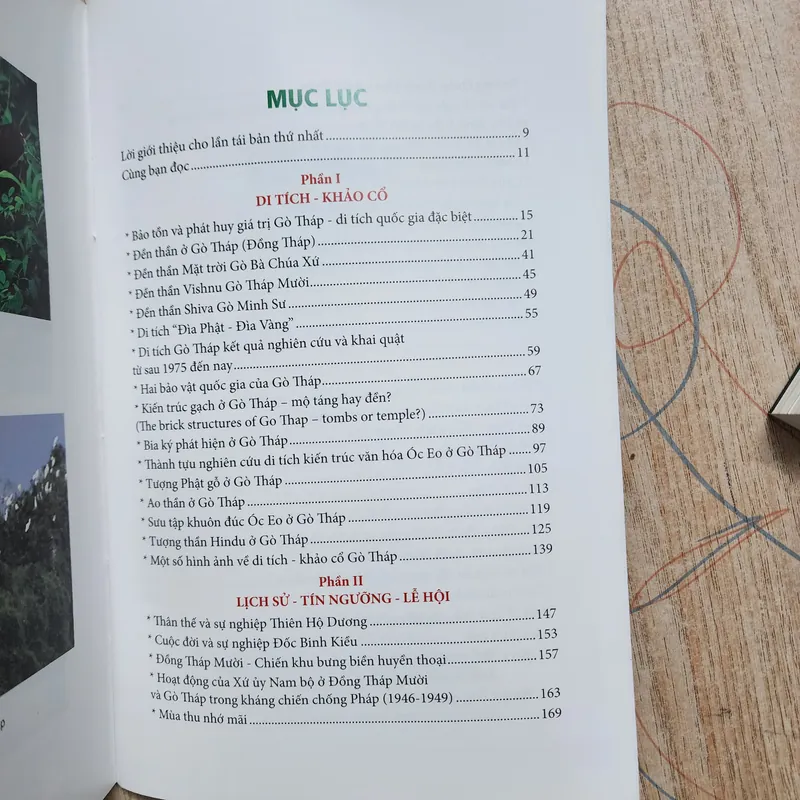 MỤC LỤC
Lời giới thiệu cho lần tái bản thứ nhất ... 9
Cùng bạn đọc ... 11
Phần I
DI TÍCH - KHẢO CỔ
* Bảo tồn và phát huy giá trị Gò Tháp - di tích quốc gia đặc biệt ... 15
* Đền thần ở Gò Tháp (Đồng Tháp) ... 21
* Đền thần Mặt trời Gò Bà Chúa Xứ ... 41
* Đền thần Vishnu Gò Tháp Mười ... 45
* Đền thần Shiva Gò Minh Sư ... 49
* Di tích “Đìa Phật - Đìa Vàng” ... 55
* Di tích Gò Tháp kết quả nghiên cứu và khai quật
từ sau 1975 đến nay ... 59
* Hai bảo vật quốc gia của Gò Tháp ... 67
* Kiến trúc gạch ở Gò Tháp – mộ táng hay đền?
(The brick structures of Go Thap – tombs or temple?) ... 73
* Bia ký phát hiện ở Gò Tháp ... 89
* Thành tựu nghiên cứu di tích kiến trúc văn hóa Óc Eo ở Gò Tháp ... 97
* Tượng Phật gỗ ở Gò Tháp ... 105
* Ao thần ở Gò Tháp ... 113
* Sưu tập khuôn đúc Óc Eo ở Gò Tháp ... 119
* Tượng thần Hindu ở Gò Tháp ... 125
* Một số hình ảnh về di tích - khảo cổ Gò Tháp ... 139
Phần II
LỊCH SỬ - TÍN NGƯỠNG - LỄ HỘI
* Thân thế và sự nghiệp Thiên Hộ Dương ... 147
* Cuộc đời và sự nghiệp Đốc Binh Kiều ... 153
* Đồng Tháp Mười - Chiến khu bưng biền huyền thoại ... 157
* Hoạt động của Xứ ủy Nam bộ ở Đồng Tháp Mười
và Gò Tháp trong kháng chiến chống Pháp (1946-1949) ... 163
* Mùa thu nhớ mãi ... 169